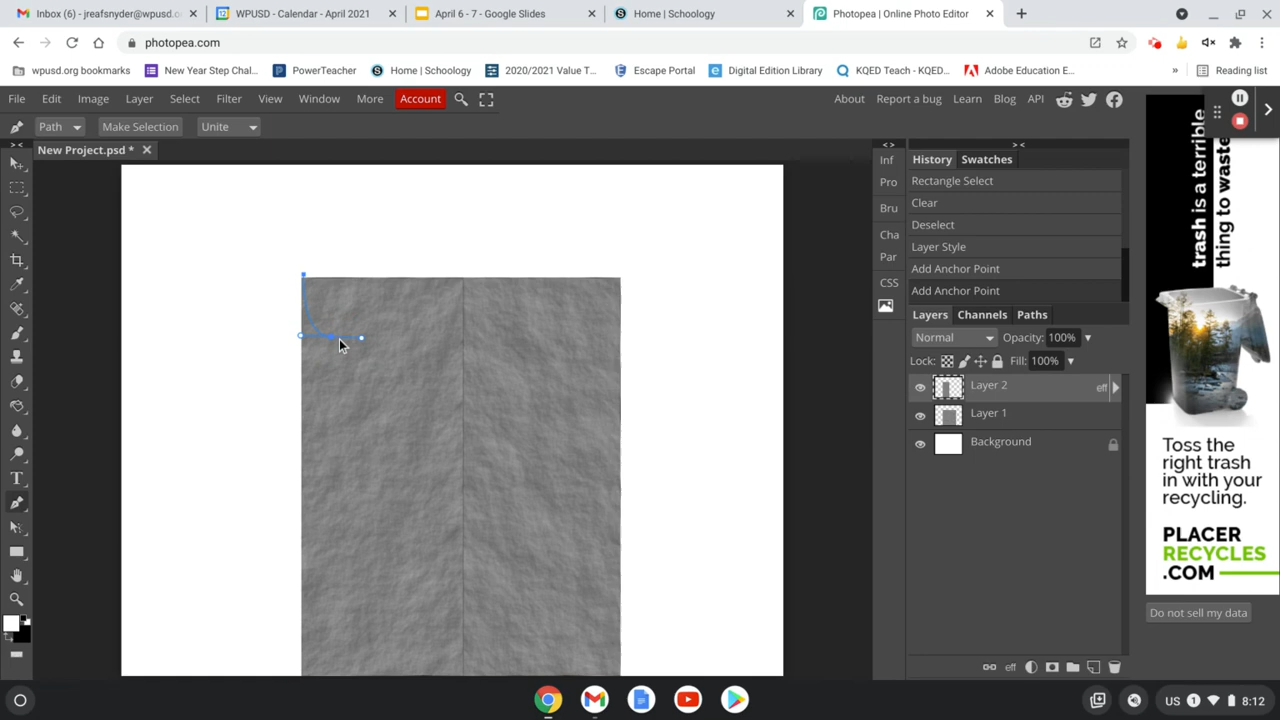 Inbox (6) - jreafsnyder@wpusd.o
WPUSD - Calendar - April 2021
April 6 - 7 - Google Slides
Home | Schoology
Photopea | Online Photo Editor
photopea.com
wpusd.org bookmarks
New Year Step Chal...
PowerTeacher
Home | Schoology
2020/2021 Value T...
Escape Portal
Digital Edition Library
KQED Teach - KQED...
Adobe Education E...
»
Reading list
File Edit Image Layer Select Filter View Window More Account
About Report a bug Learn Blog API
Path
Make Selection
Unite
New Project.psd *
Inf
Pro
Bru
Cha
Par
CSS
History Swatches
Rectangle Select
Clear
Deselect
Layer Style
Add Anchor Point
Add Anchor Point
Layers Channels Paths
Normal Opacity: 100%
Lock: Fill: 100%
Layer 2 eff
Layer 1
Background
eff
trash is a terrible
thing to waste
Toss the
right trash
in with your
recycling.
PLACER
RECYCLES
.COM
Do not sell my data
US 1 8:12